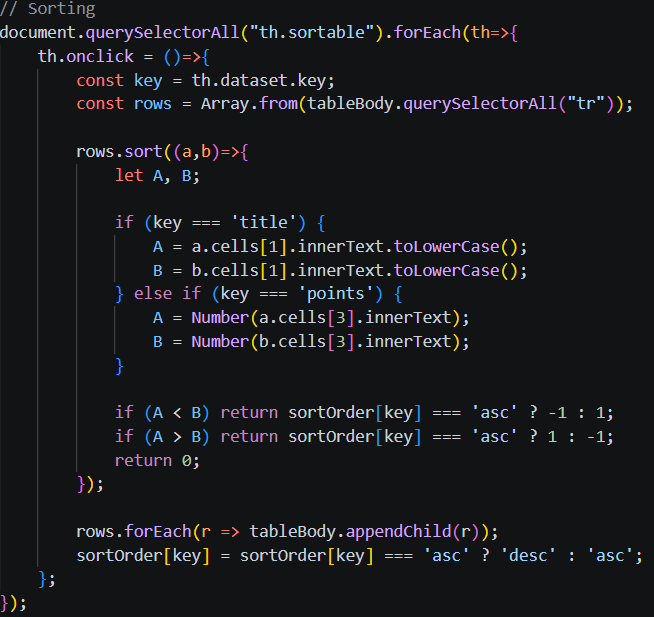 // Sorting
document.querySelectorAll("th.sortable").forEach(th=>{
    th.onclick = ()=>{
        const key = th.dataset.key;
        const rows = Array.from(tableBody.querySelectorAll("tr"));

        rows.sort((a,b)=>{
            let A, B;

            if (key === 'title') {
                A = a.cells[1].innerText.toLowerCase();
                B = b.cells[1].innerText.toLowerCase();
            } else if (key === 'points') {
                A = Number(a.cells[3].innerText);
                B = Number(b.cells[3].innerText);
            }

            if (A < B) return sortOrder[key] === 'asc' ? -1 : 1;
            if (A > B) return sortOrder[key] === 'asc' ? 1 : -1;
            return 0;
        });

        rows.forEach(r => tableBody.appendChild(r));
        sortOrder[key] = sortOrder[key] === 'asc' ? 'desc' : 'asc';
    };
});